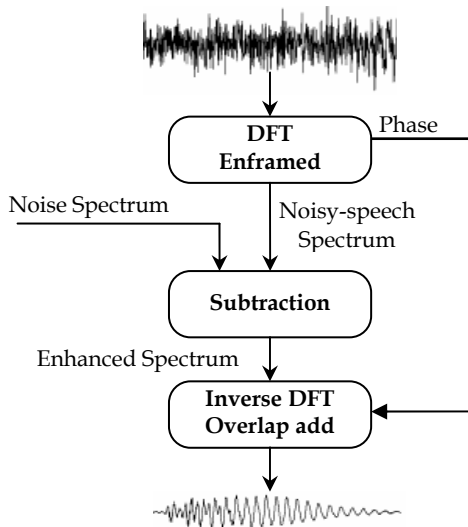 DFT
Enframed
Phase
Noise Spectrum
Noisy-speech
Spectrum
Subtraction
Enhanced Spectrum
Inverse DFT
Overlap add